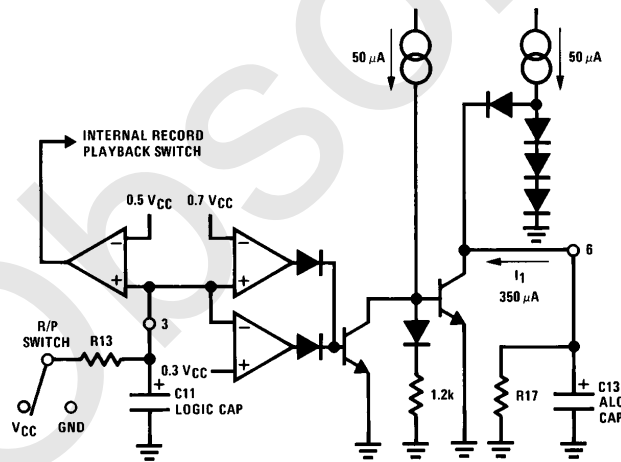 50 μA
50 μA
INTERNAL RECORD
PLAYBACK SWITCH
0.5 VCC
0.7 VCC
-
+
-
+
6
I1
350 μA
R/P
SWITCH
R13
3
-
+
0.3 VCC
+
C11
LOGIC CAP
VCC
GND
1.2k
R17
+
C13
ALC
CAP
Obsol